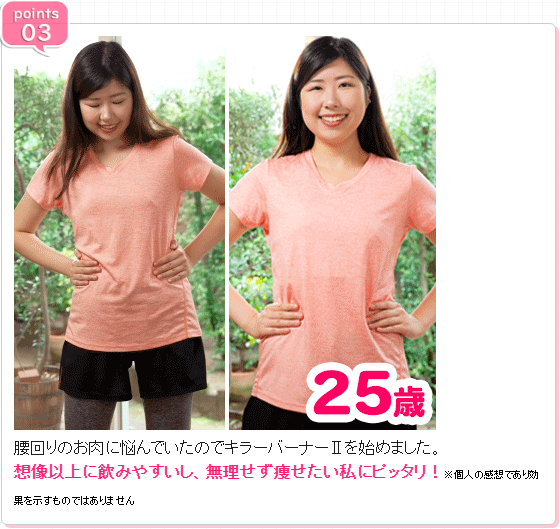 points
03
25歳
腰回りのお肉に悩んでいたのでキラーバーナーⅡを始めました。
想像以上に飲みやすいし、無理せず痩せたい私にピッタリ！※個人の感想であり効
果を示すものではありません